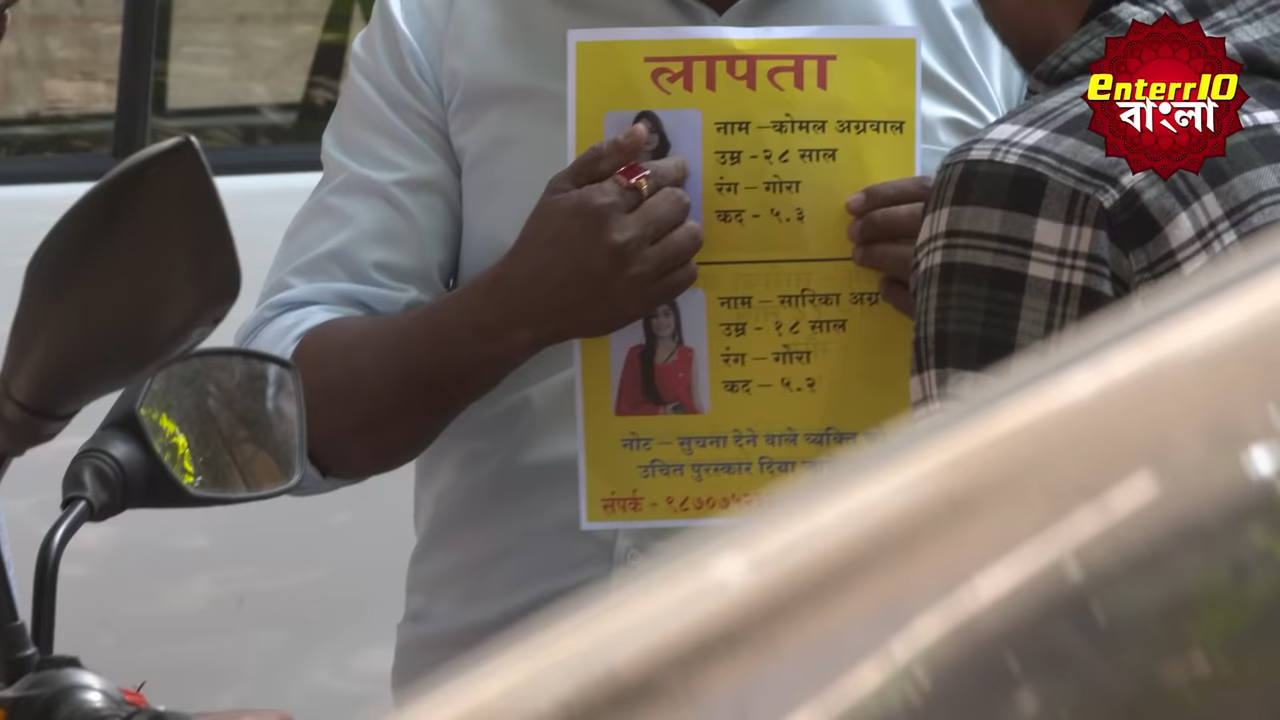 लापता
नाम – कोमल अग्रवाल
उम्र - २८ साल
रंग – गोरा
कद - ५.३
नाम – सारिका
उम्र - १८ साल
रंग – गोरा
कद – ५.२
नोट – सुचना देने वाले व्यक्ति
उचित पुरस्कार दिया
संपर्क -
Enterr10
বাংলা